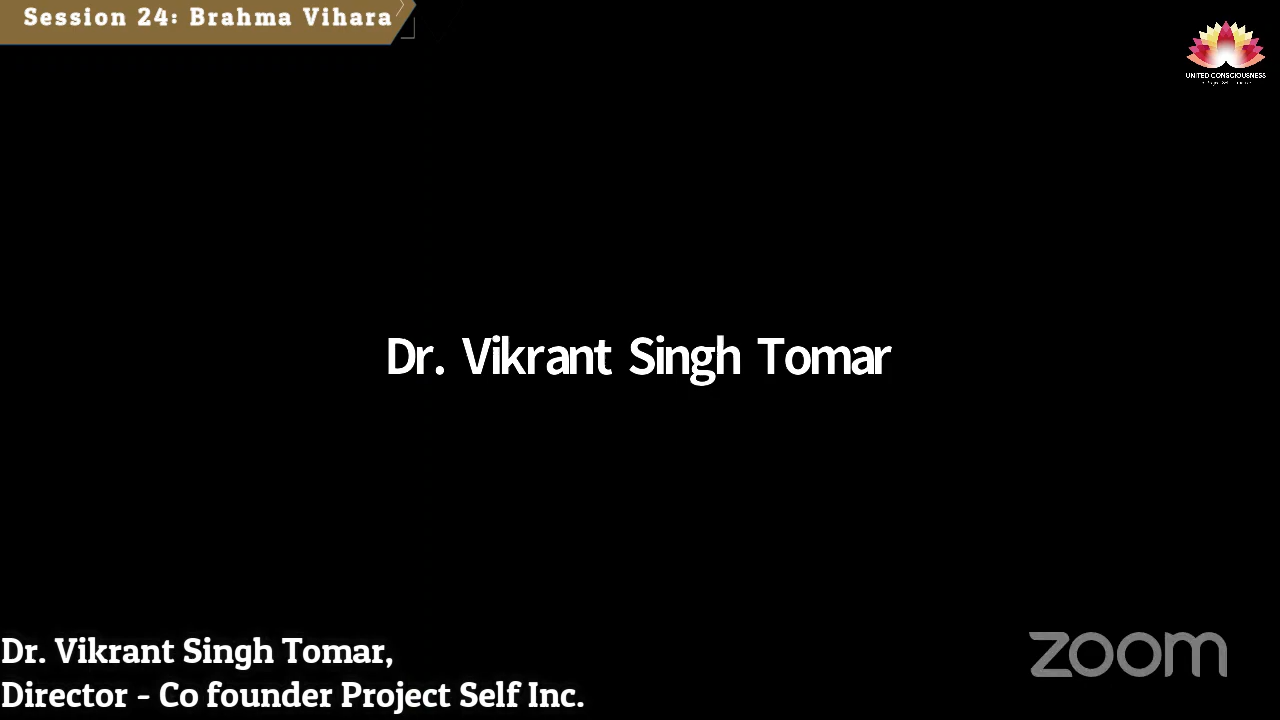 Session 24: Brahma Vihara
UNITED CONSCIOUSNESS
Dr. Vikrant Singh Tomar
Dr. Vikrant Singh Tomar,
Director - Co founder Project Self Inc.
zoom